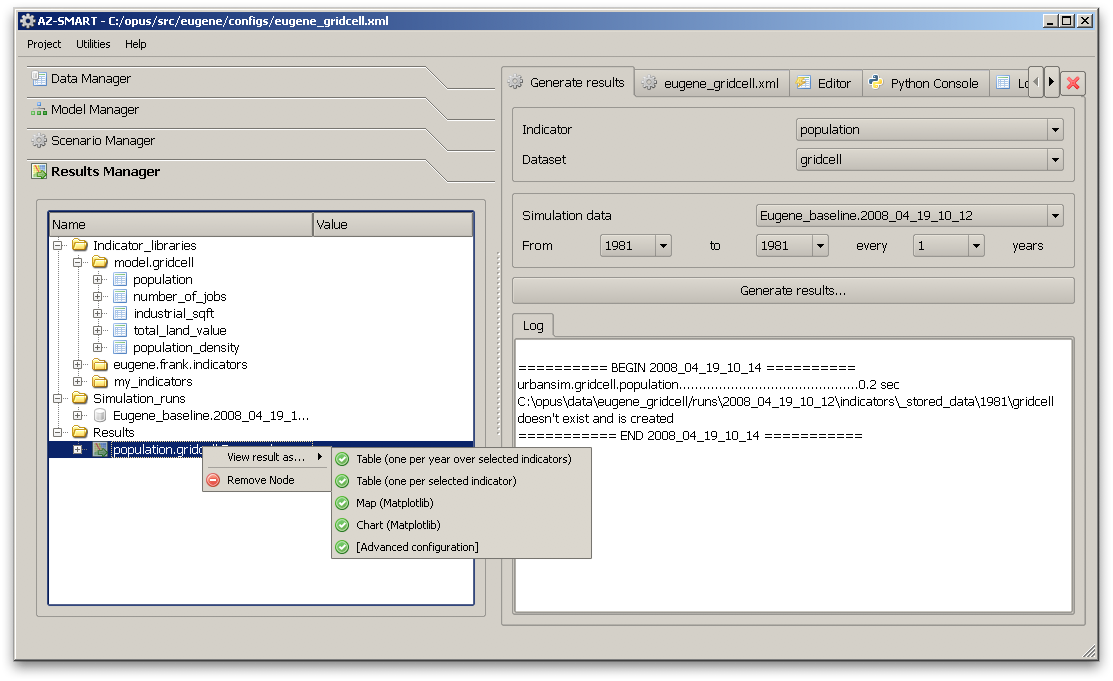 AZ-SMART - C:/opus/src/eugene/configs/eugene_gridcell.xml
Project Utilities Help
Data Manager
Model Manager
Scenario Manager
Results Manager
Name Value
Indicator_libraries
model.gridcell
population
number_of_jobs
industrial_sqft
total_land_value
population_density
eugene.frank.indicators
my_indicators
Simulation_runs
Eugene_baseline.2008_04_19_1...
Results
population.gridcell
View result as...
Remove Node
Table (one per year over selected indicators)
Table (one per selected indicator)
Map (Matplotlib)
Chart (Matplotlib)
[Advanced configuration]
Generate results eugene_gridcell.xml Editor Python Console Lo
Indicator population
Dataset gridcell
Simulation data Eugene_baseline.2008_04_19_10_12
From 1981 to 1981 every 1 years
Generate results...
Log
========== BEGIN 2008_04_19_10_14 ==========
urbansim.gridcell.population.............................................0.2 sec
C:\opus\data\eugene_gridcell/runs\2008_04_19_10_12\indicators\_stored_data\1981\gridcell
doesn't exist and is created
=========== END 2008_04_19_10_14 ===========